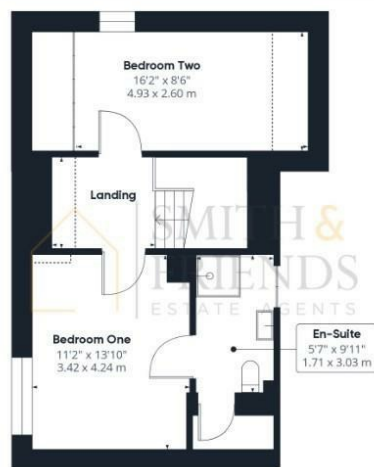 Bedroom Two
16'2" x 8'6"
4.93 x 2.60 m
Landing
SMITH &
FRIENDS
ESTATE AGENTS
Bedroom One
11'2" x 13'10"
3.42 x 4.24 m
En-Suite
5'7" x 9'11"
1.71 x 3.03 m